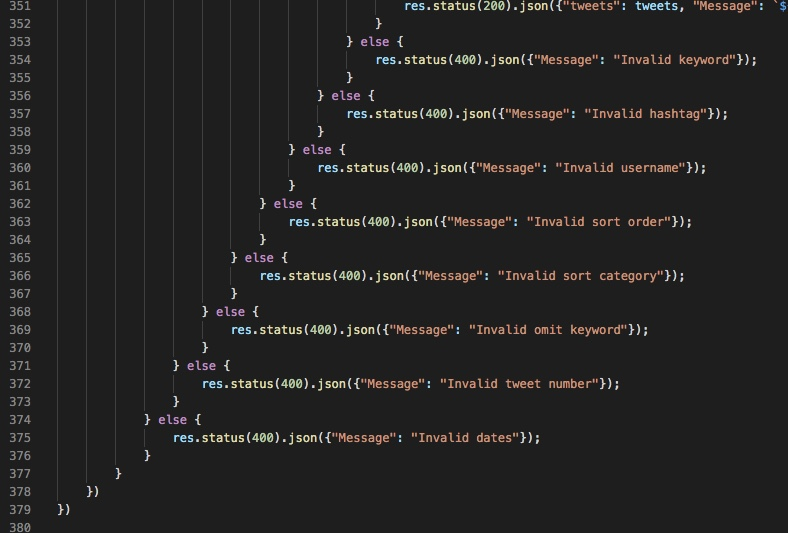 351 res.status(200).json({"tweets": tweets, "Message": `$
352 }
353 } else {
354 res.status(400).json({"Message": "Invalid keyword"});
355 }
356 } else {
357 res.status(400).json({"Message": "Invalid hashtag"});
358 }
359 } else {
360 res.status(400).json({"Message": "Invalid username"});
361 }
362 } else {
363 res.status(400).json({"Message": "Invalid sort order"});
364 }
365 } else {
366 res.status(400).json({"Message": "Invalid sort category"});
367 }
368 } else {
369 res.status(400).json({"Message": "Invalid omit keyword"});
370 }
371 } else {
372 res.status(400).json({"Message": "Invalid tweet number"});
373 }
374 } else {
375 res.status(400).json({"Message": "Invalid dates"});
376 }
377 }
378 })
379 })
380